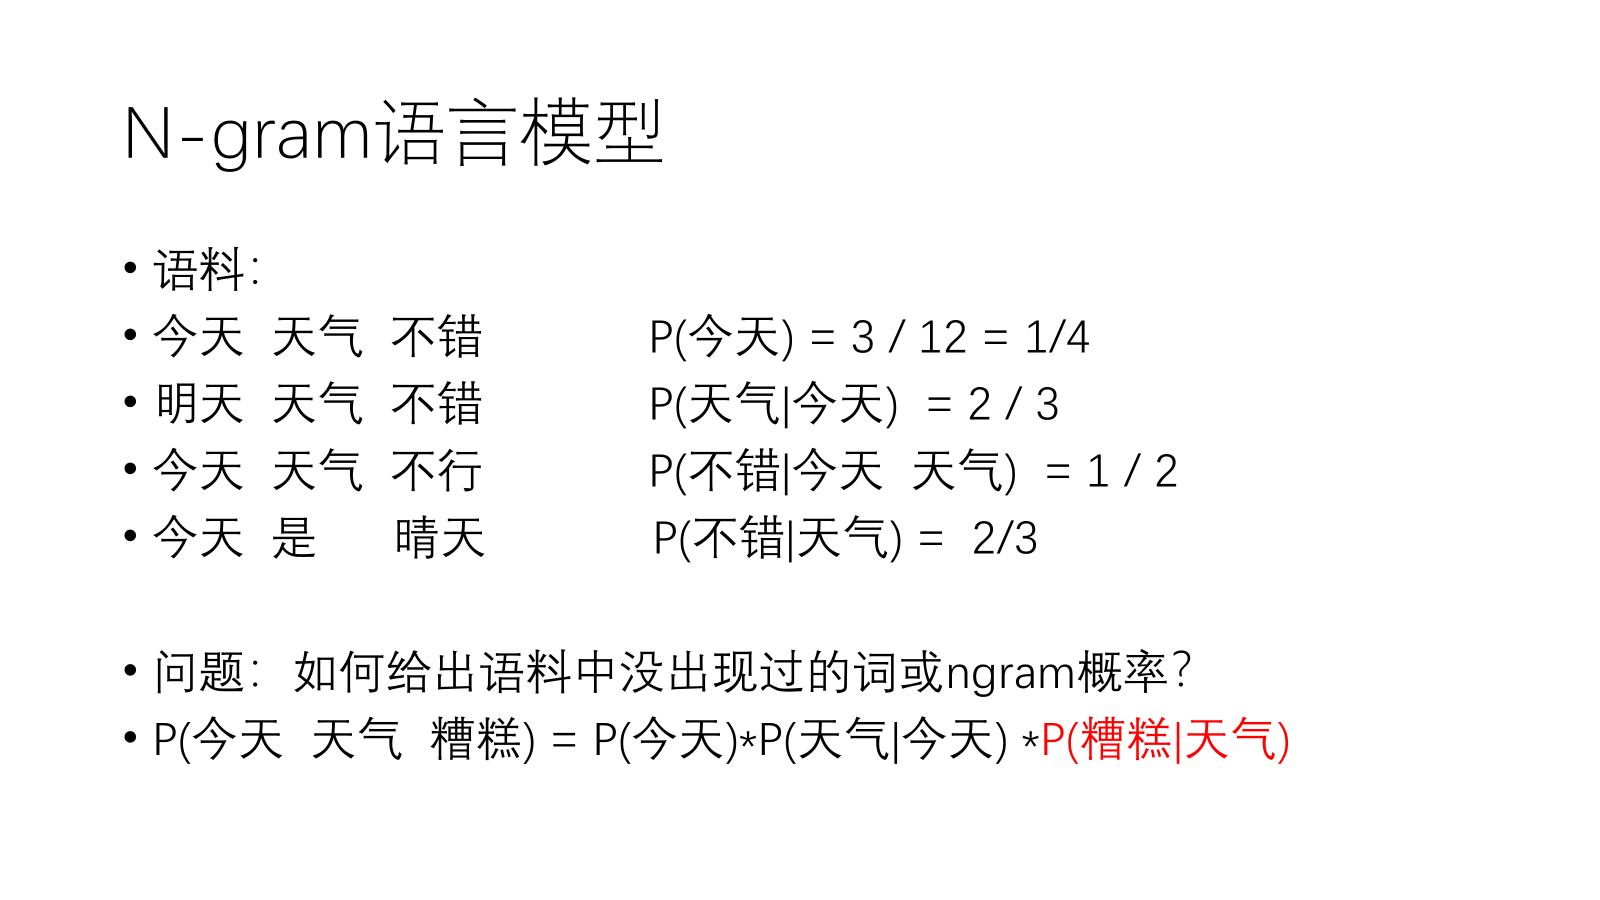 N-gram语言模型
• 语料：
• 今天 天气 不错 P(今天) = 3 / 12 = 1/4
• 明天 天气 不错 P(天气|今天) = 2 / 3
• 今天 天气 不行 P(不错|今天 天气) = 1 / 2
• 今天 是 晴天 P(不错|天气) = 2/3
• 问题： 如何给出语料中没出现过的词或ngram概率？
• P(今天 天气 糟糕) = P(今天)*P(天气|今天) *P(糟糕|天气)